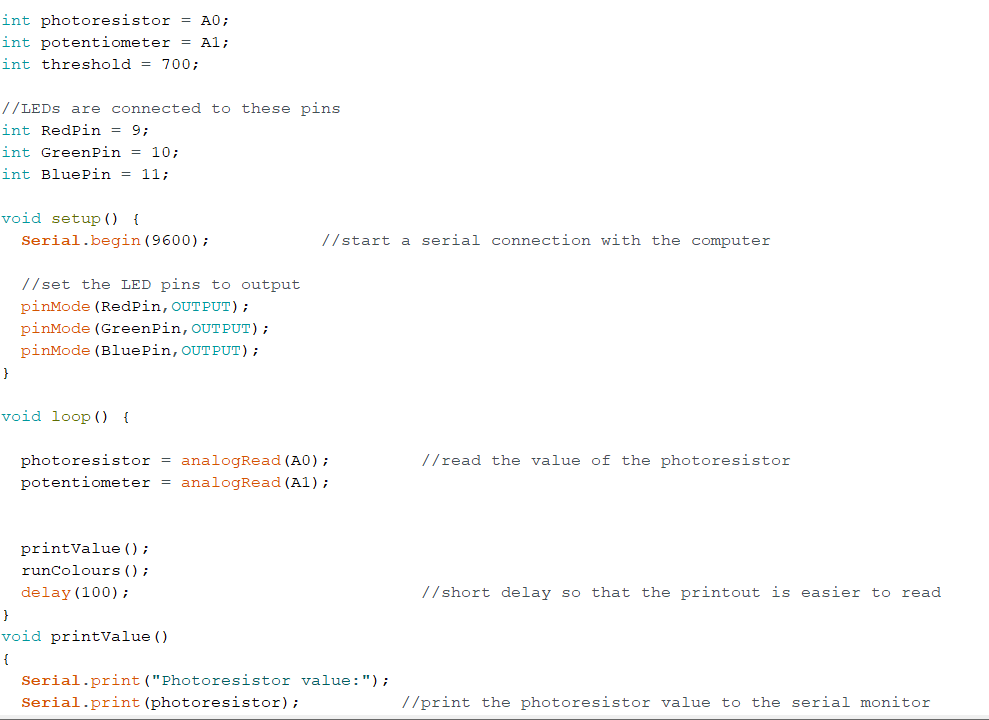 int photoresistor = A0;
int potentiometer = A1;
int threshold = 700;
//LEDs are connected to these pins
int RedPin = 9;
int GreenPin = 10;
int BluePin = 11;
void setup() {
Serial.begin(9600); //start a serial connection with the computer
//set the LED pins to output
pinMode(RedPin,OUTPUT);
pinMode(GreenPin,OUTPUT);
pinMode(BluePin,OUTPUT);
}
void loop() {
photoresistor = analogRead(A0); //read the value of the photoresistor
potentiometer = analogRead(A1);
printValue();
runColours();
delay(100); //short delay so that the printout is easier to read
}
void printValue()
{
Serial.print("Photoresistor value:");
Serial.print(photoresistor); //print the photoresistor value to the serial monitor